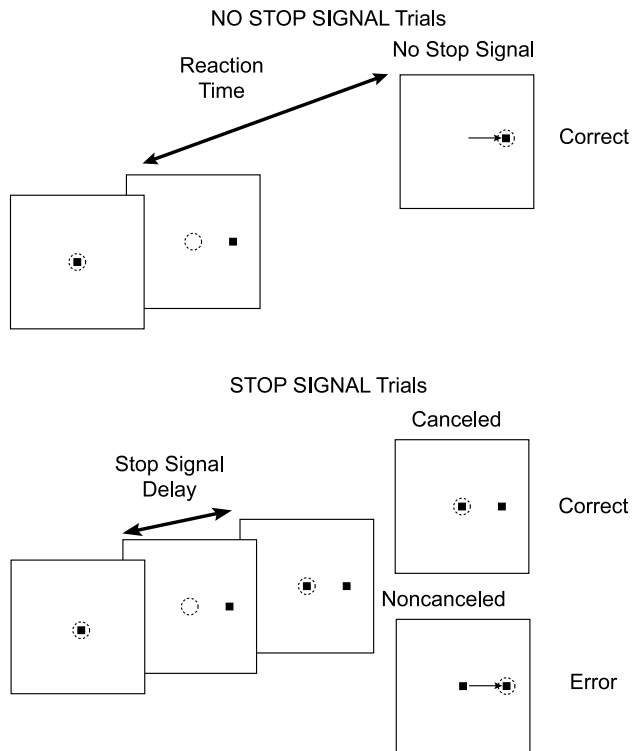 NO STOP SIGNAL Trials
No Stop Signal
Reaction
Time
Correct
STOP SIGNAL Trials
Canceled
Stop Signal
Delay
Correct
Noncanceled
Error